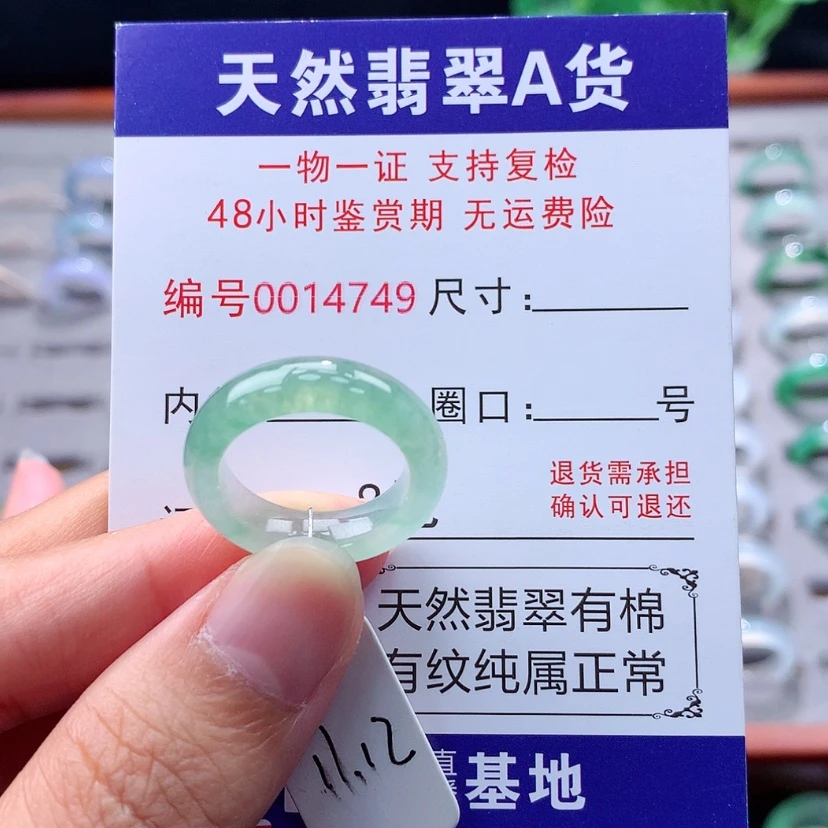 天然翡翠A货
一物一证 支持复检
48小时鉴赏期 无运费险
编号0014749 尺寸:
内 圈口: 号
退货需承担
确认可退还
天然翡翠有棉
有纹纯属正常
11.12
基地